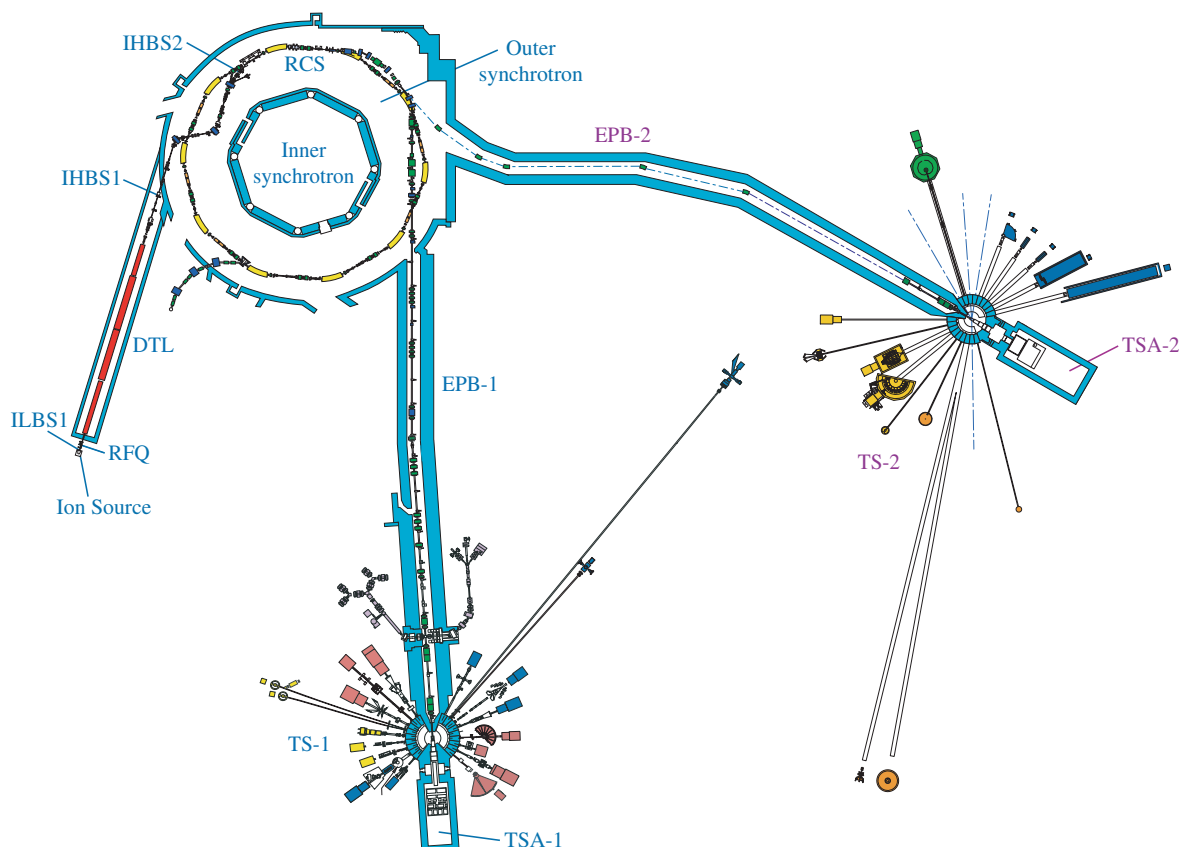 IHBS2
RCS
Outer
synchrotron
EPB-2
Inner
synchrotron
IHBS1
DTL
TSA-2
EPB-1
ILBS1
RFQ
TS-2
Ion Source
TS-1
TSA-1